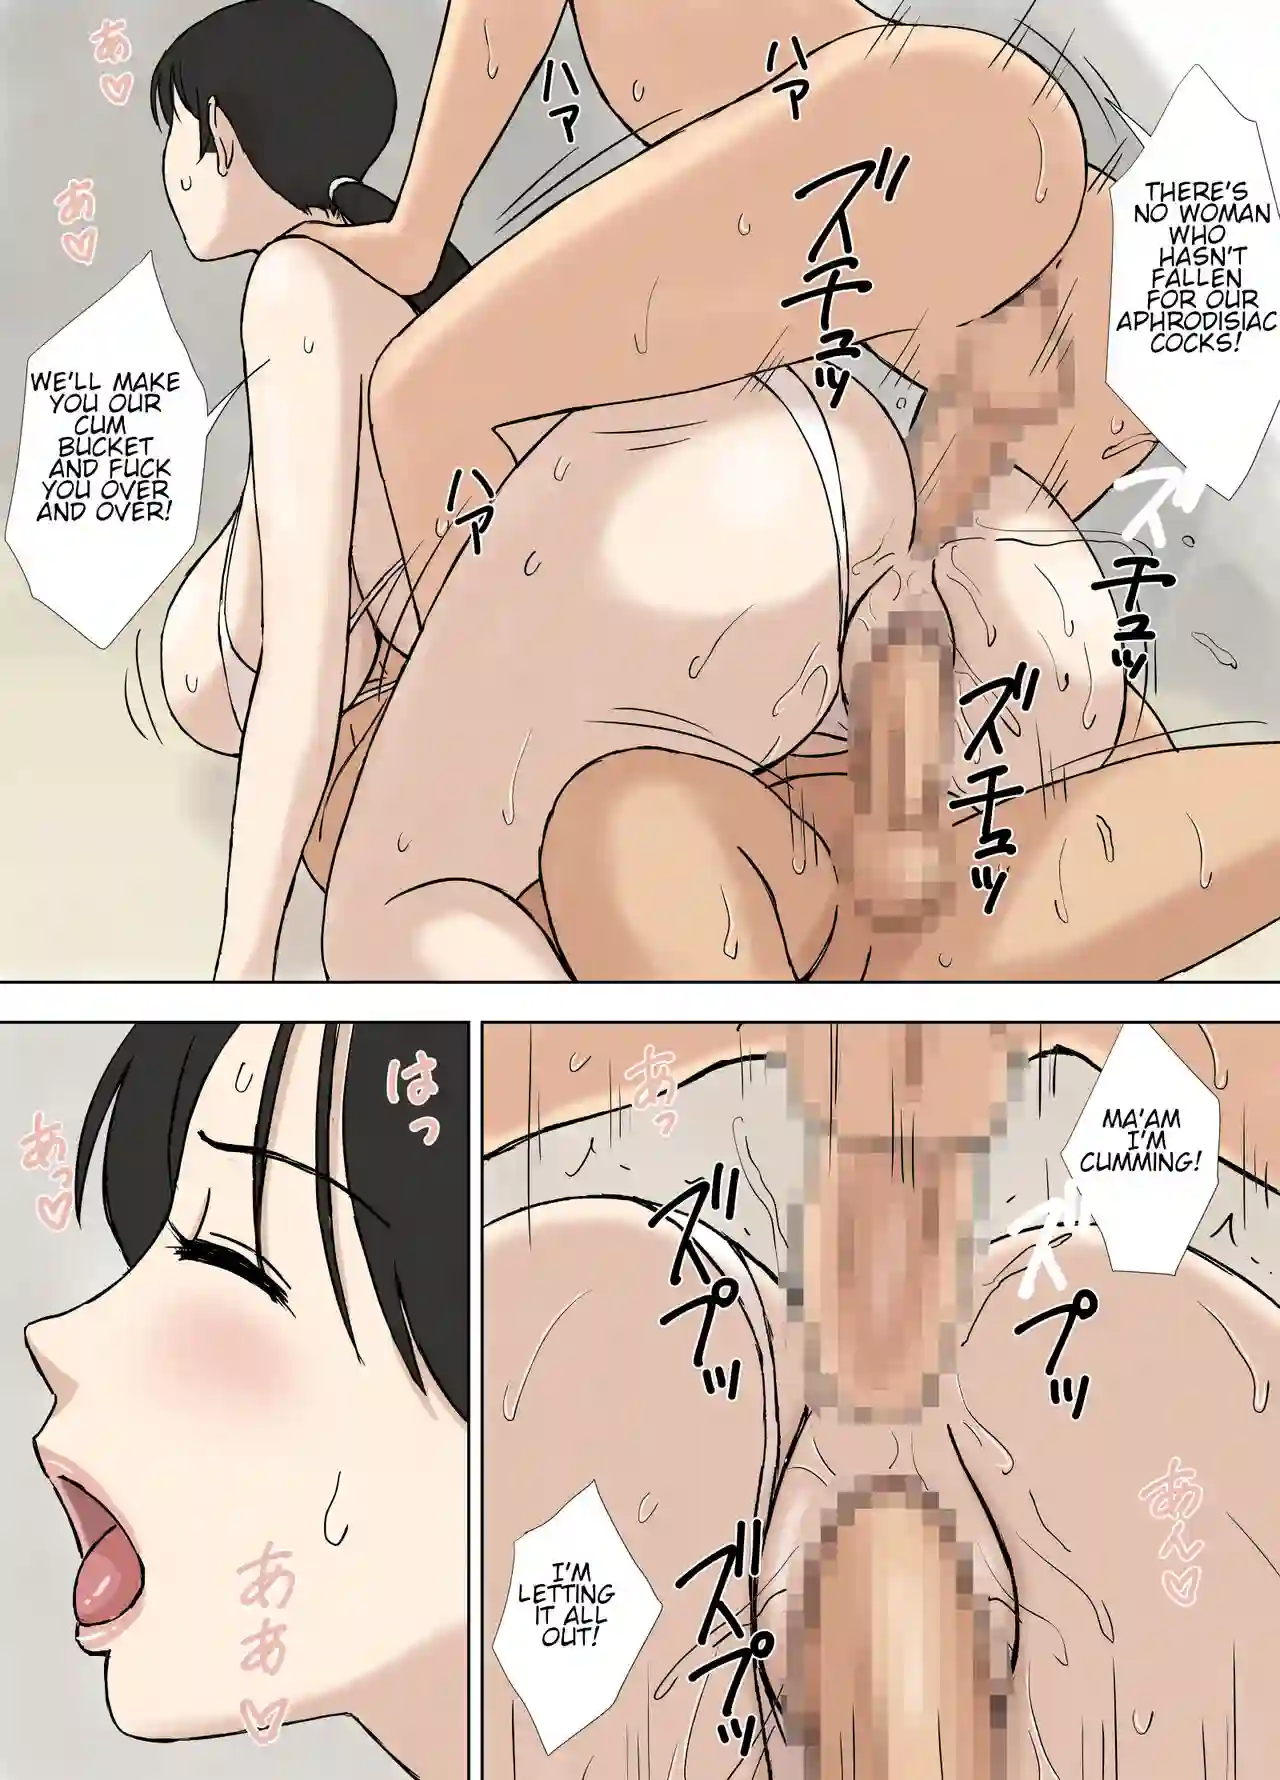 THERE'S
NO WOMAN
WHO
HASN'T
FALLEN
FOR OUR
APHRODISIAC
COCKS!
ハァ
ハァ
あ♡
あ♡
ズチュッ
WE'LL MAKE
YOU OUR
CUM
BUCKET
AND FUCK
YOU OVER
AND OVER!
ハァ
ズチュッ
ズチュッ
MA'AM
I'M
CUMMING!
あっ
ズプッ
ズプッ
あん♡
I'M
LETTING
IT ALL
OUT!
ズプッ
はっ
あっ♡
ああ♡